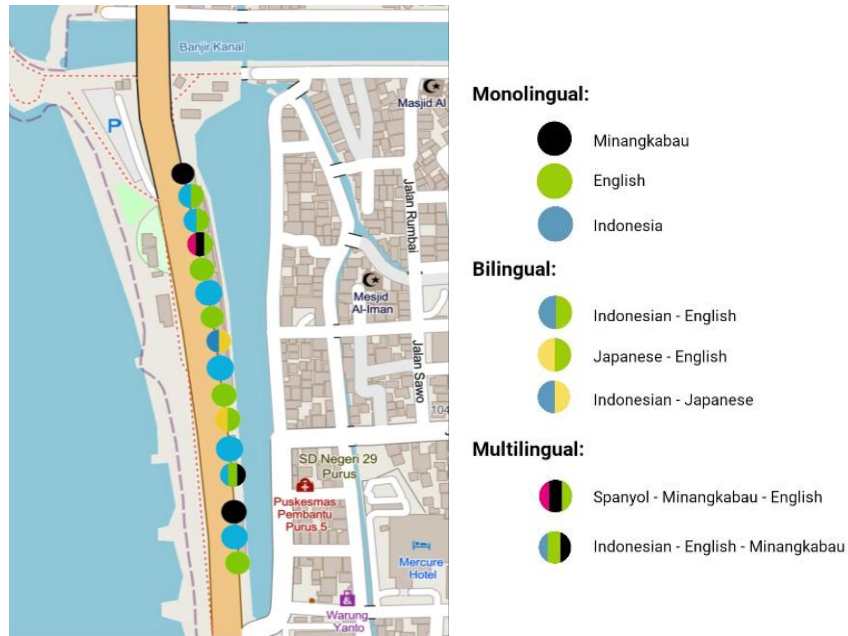 Banjir Kanal
Masjid Al
P
Jalan Rumbai
Mesjid
Al-Iman
Jalan Sawo
104
J
SD Negeri 29
Purus
Puskesmas
Pembantu
Purus 5
Mercure
Hotel
Warung
Yanto
Monolingual:
Minangkabau
English
Indonesia
Bilingual:
Indonesian - English
Japanese - English
Indonesian - Japanese
Multilingual:
Spanyol - Minangkabau - English
Indonesian - English - Minangkabau